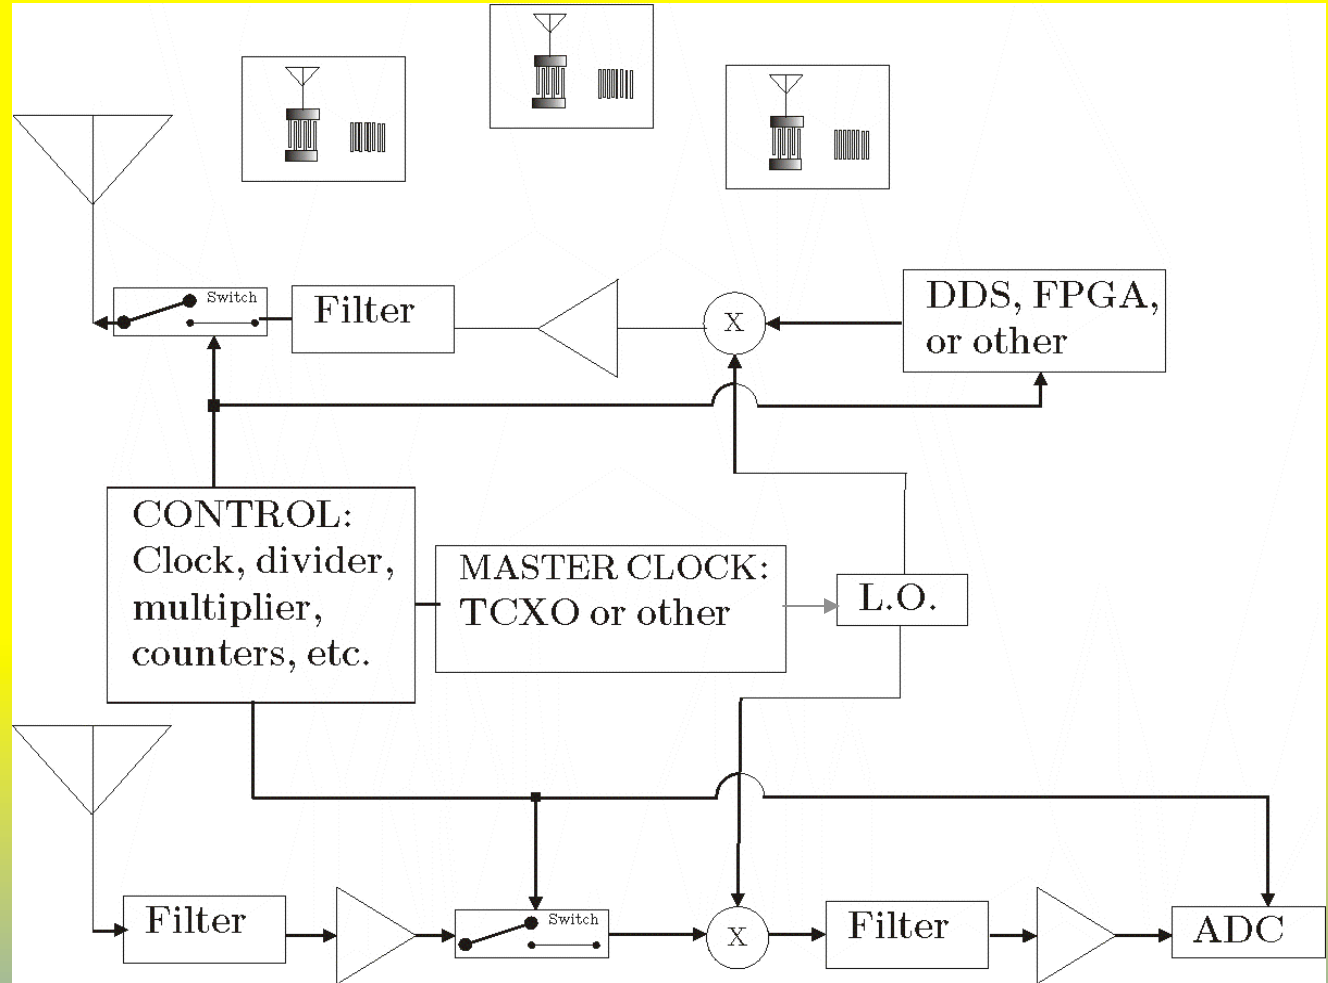 Switch
Filter
X
DDS, FPGA,
or other
CONTROL:
Clock, divider,
multiplier,
counters, etc.
MASTER CLOCK:
TCXO or other
L.O.
Filter
Switch
X
Filter
ADC